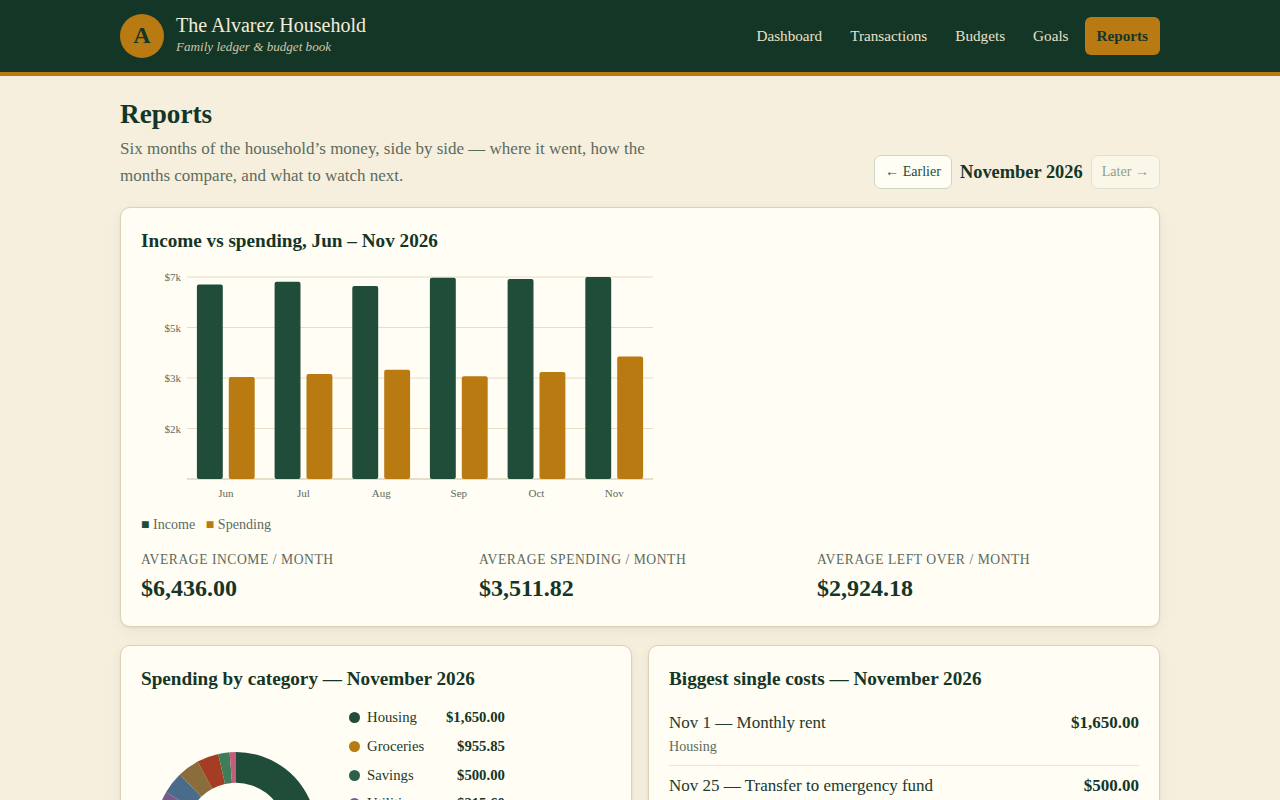 A
The Alvarez Household
Family ledger & budget book
Dashboard
Transactions
Budgets
Goals
Reports
Reports
Six months of the household’s money, side by side — where it went, how the
months compare, and what to watch next.
← Earlier
November 2026
Later →
Income vs spending, Jun – Nov 2026
$7k
$5k
$3k
$2k
Jun Jul Aug Sep Oct Nov
■ Income ■ Spending
AVERAGE INCOME / MONTH
$6,436.00
AVERAGE SPENDING / MONTH
$3,511.82
AVERAGE LEFT OVER / MONTH
$2,924.18
Spending by category — November 2026
Housing $1,650.00
Groceries $955.85
Savings $500.00
Biggest single costs — November 2026
Nov 1 — Monthly rent $1,650.00
Housing
Nov 25 — Transfer to emergency fund $500.00